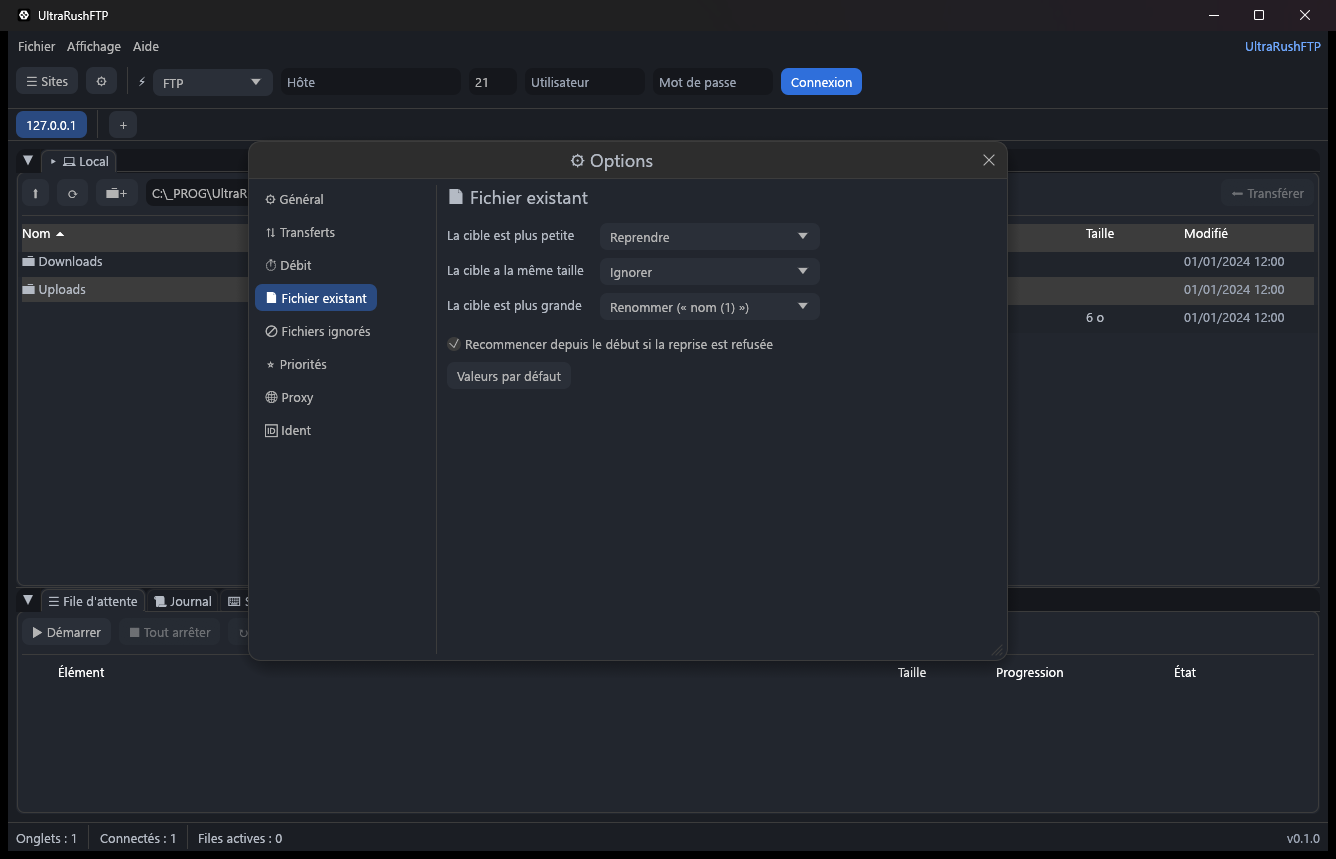 UltraRushFTP
Fichier Affichage Aide UltraRushFTP
Sites FTP Hôte 21 Utilisateur Mot de passe Connexion
127.0.0.1 +
Local
C:\_PROG\UltraR Transférer
Options
Général
Transferts
Débit
Fichier existant
Fichiers ignorés
Priorités
Proxy
ID Ident
Fichier existant
La cible est plus petite Reprendre
La cible a la même taille Ignorer
La cible est plus grande Renommer (« nom (1) »)
Recommencer depuis le début si la reprise est refusée
Valeurs par défaut
Nom Taille Modifié
Downloads 01/01/2024 12:00
Uploads 01/01/2024 12:00
6 o 01/01/2024 12:00
File d'attente Journal
Démarrer Tout arrêter
Élément Taille Progression État
Onglets : 1 Connectés : 1 Files actives : 0 v0.1.0